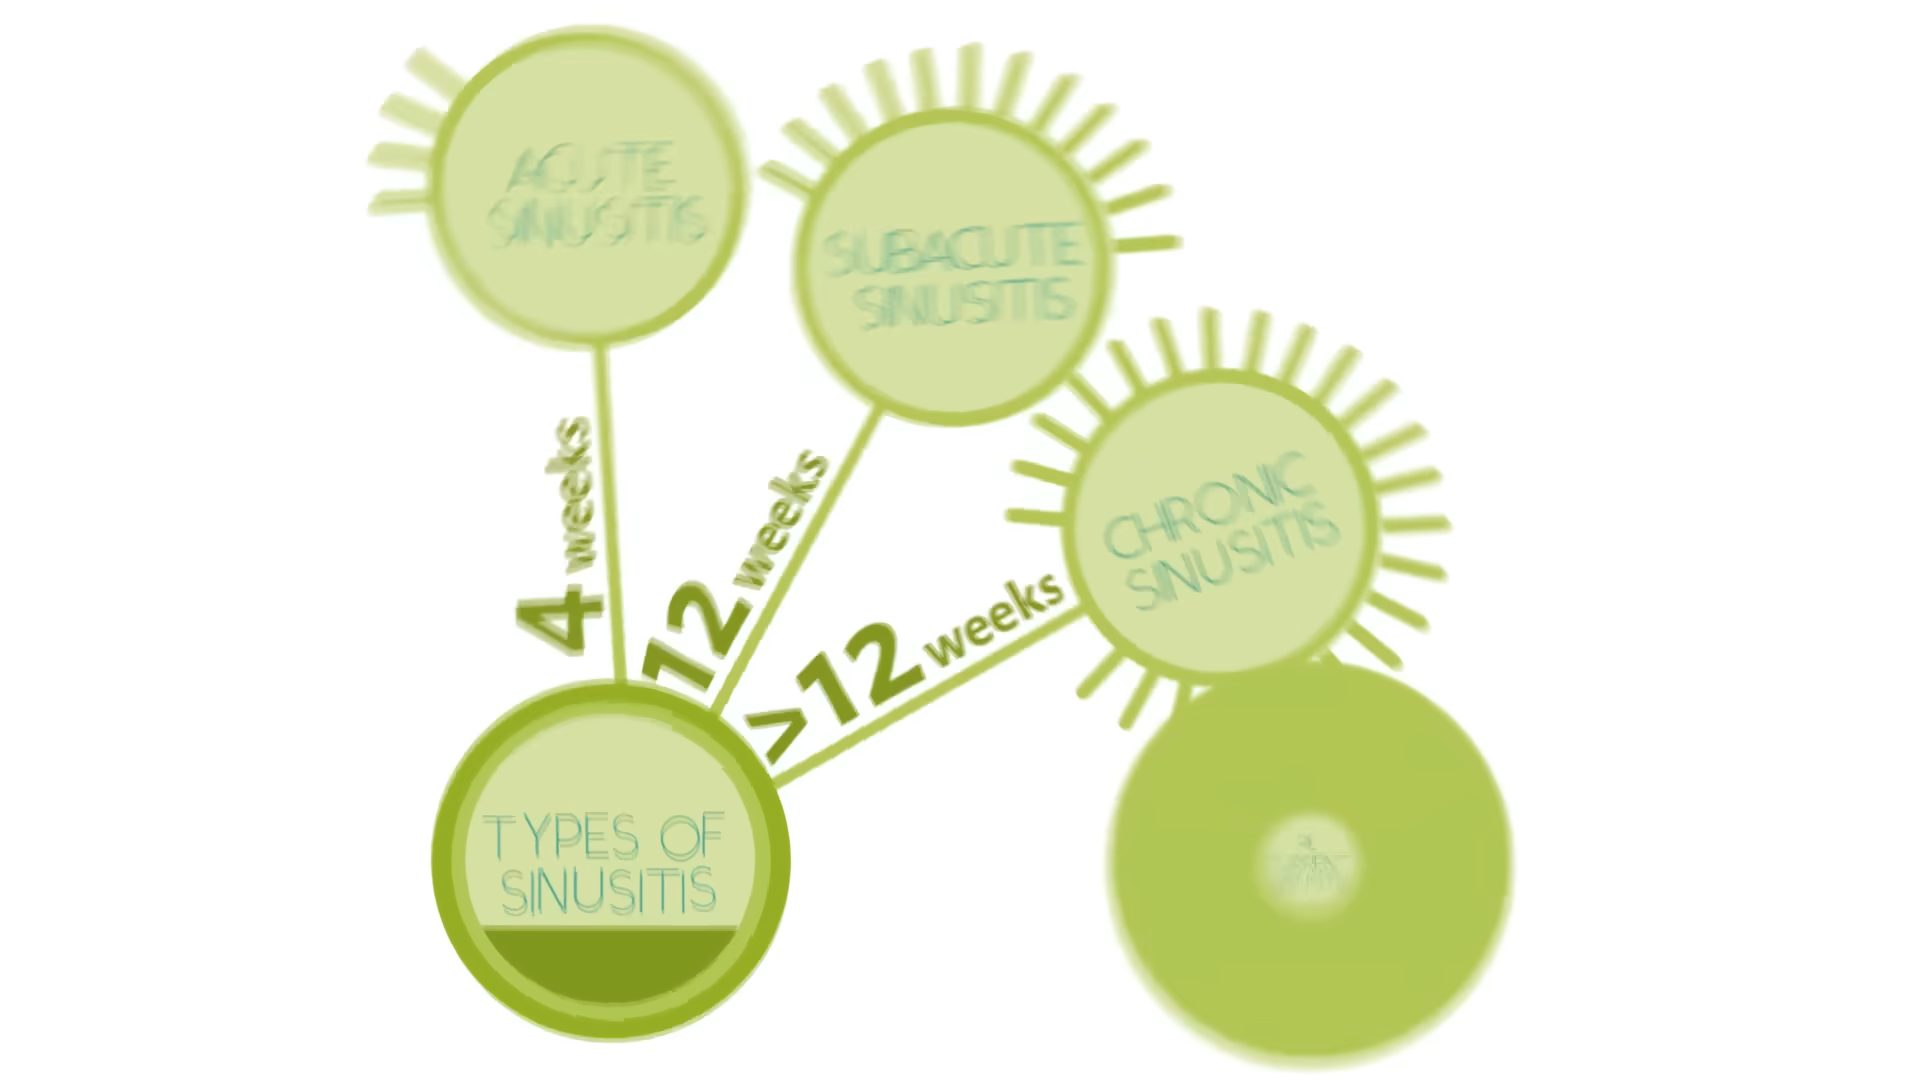 ACUTE
SINUSITIS
SUBACUTE
SINUSITIS
CHRONIC
SINUSITIS
4 weeks
12 weeks
>12 weeks
TYPES OF
SINUSITIS